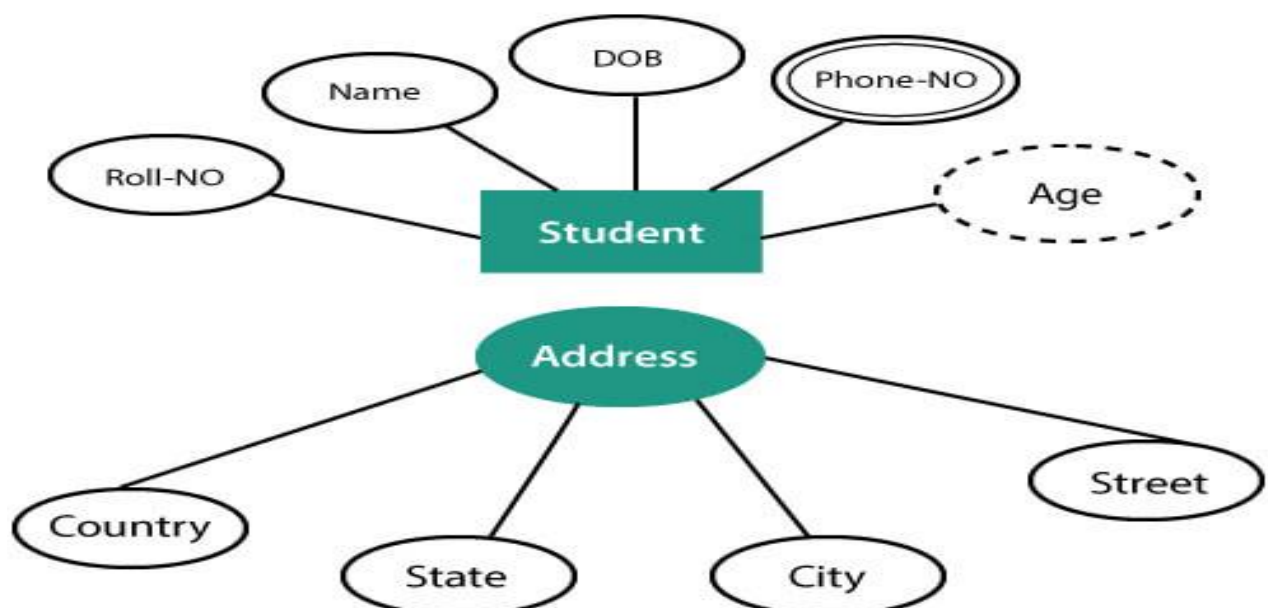 DOB
Name
Phone-NO
Roll-NO
Age
Student
Address
Country
State
City
Street